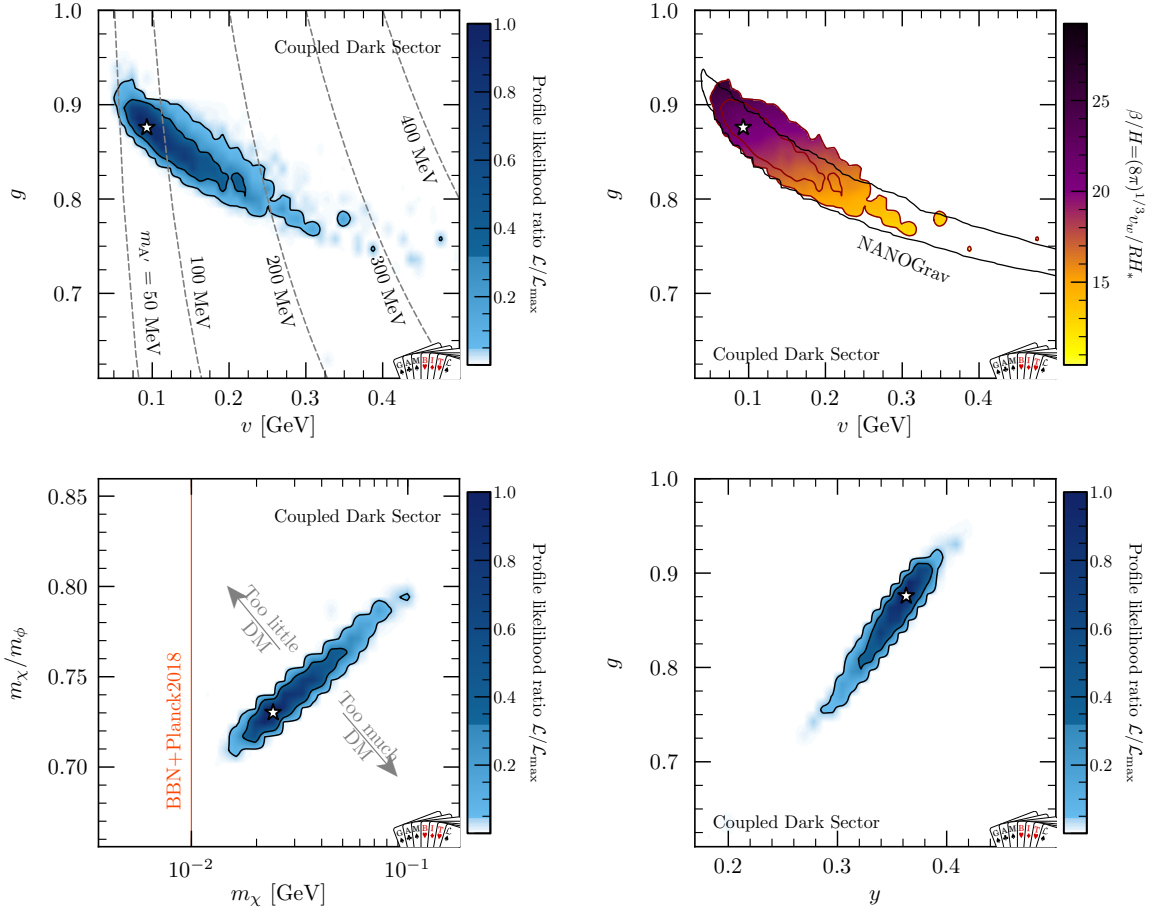 1.0
0.9
0.8
0.7
g
0.1
0.2
0.3
0.4
v [GeV]
Coupled Dark Sector
m_{A′} = 50 MeV
100 MeV
200 MeV
300 MeV
400 MeV
GAMBIT
1.0
0.8
0.6
0.4
0.2
Profile likelihood ratio ℒ/ℒ_max
1.0
0.9
0.8
0.7
g
0.1
0.2
0.3
0.4
v [GeV]
NANOGrav
Coupled Dark Sector
GAMBIT
25
20
15
β/H = (8π)^{1/3} v_w/RH_*
0.85
0.80
0.75
0.70
m_χ/m_ϕ
10^{−2}
10^{−1}
m_χ [GeV]
Coupled Dark Sector
BBN+Planck2018
Too little
DM
Too much
DM
GAMBIT
1.0
0.8
0.6
0.4
0.2
Profile likelihood ratio ℒ/ℒ_max
1.0
0.9
0.8
0.7
g
0.2
0.3
0.4
y
Coupled Dark Sector
GAMBIT
1.0
0.8
0.6
0.4
0.2
Profile likelihood ratio ℒ/ℒ_max